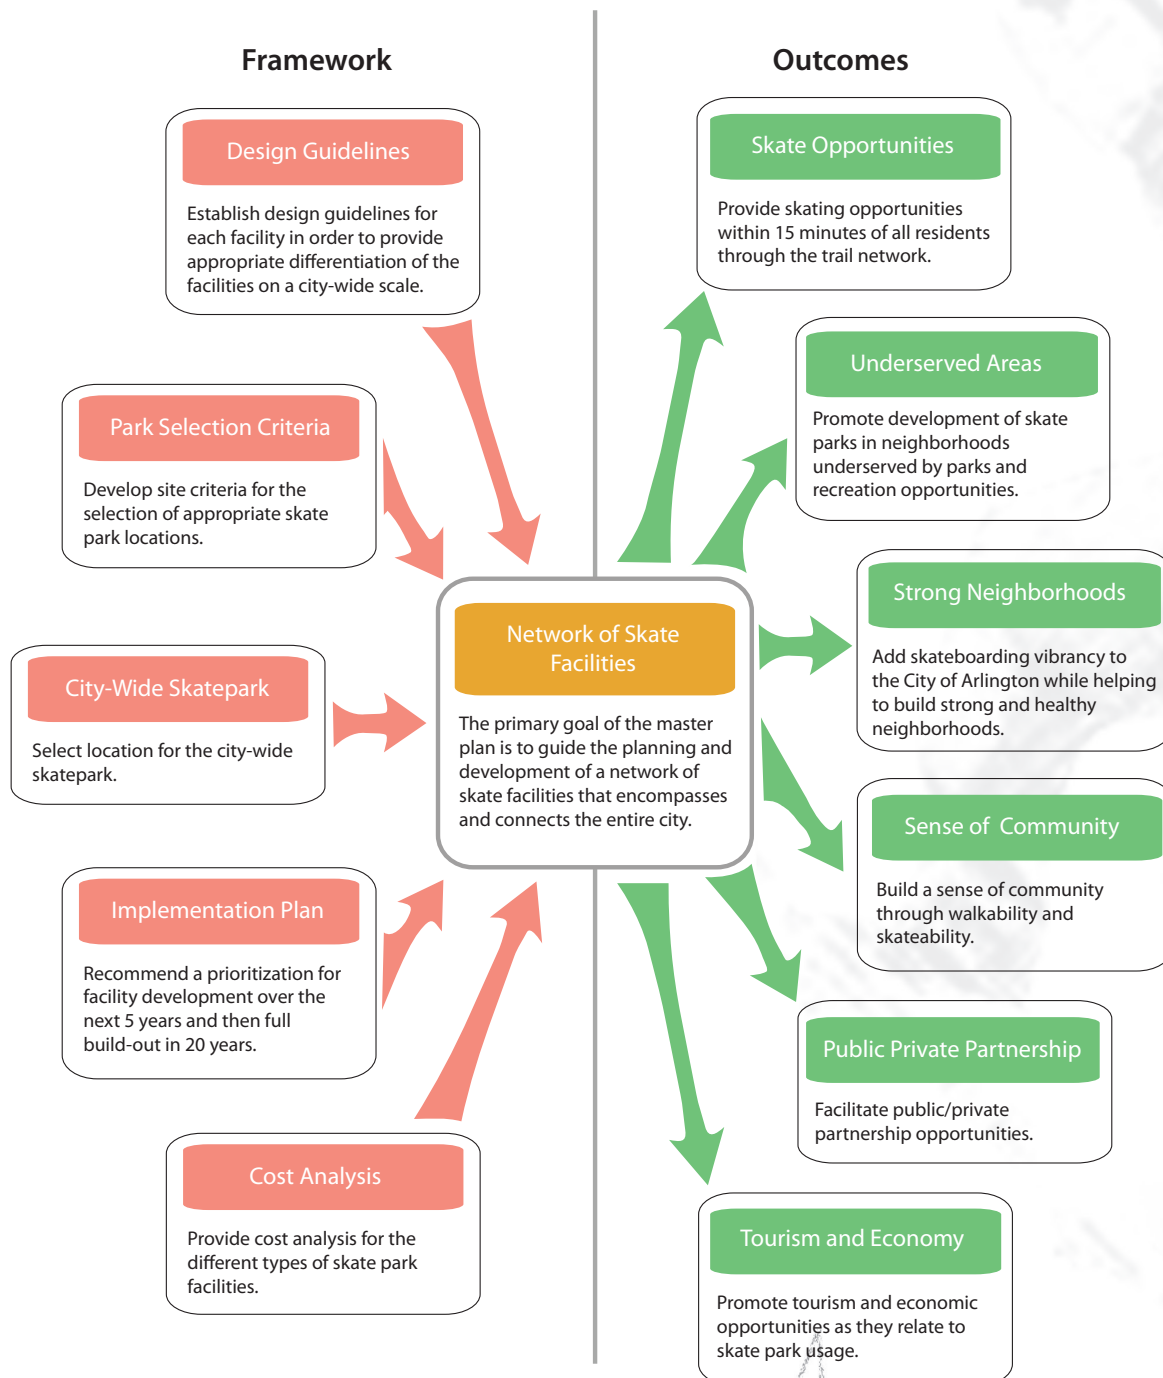 Framework
Design Guidelines
Establish design guidelines for
each facility in order to provide
appropriate differentiation of the
facilities on a city-wide scale.
Park Selection Criteria
Develop site criteria for the
selection of appropriate skate
park locations.
City-Wide Skatepark
Select location for the city-wide
skatepark.
Implementation Plan
Recommend a prioritization for
facility development over the
next 5 years and then full
build-out in 20 years.
Cost Analysis
Provide cost analysis for the
different types of skate park
facilities.
Network of Skate
Facilities
The primary goal of the master
plan is to guide the planning and
development of a network of
skate facilities that encompasses
and connects the entire city.
Outcomes
Skate Opportunities
Provide skating opportunities
within 15 minutes of all residents
through the trail network.
Underserved Areas
Promote development of skate
parks in neighborhoods
underserved by parks and
recreation opportunities.
Strong Neighborhoods
Add skateboarding vibrancy to
the City of Arlington while helping
to build strong and healthy
neighborhoods.
Sense of Community
Build a sense of community
through walkability and
skateability.
Public Private Partnership
Facilitate public/private
partnership opportunities.
Tourism and Economy
Promote tourism and economic
opportunities as they relate to
skate park usage.